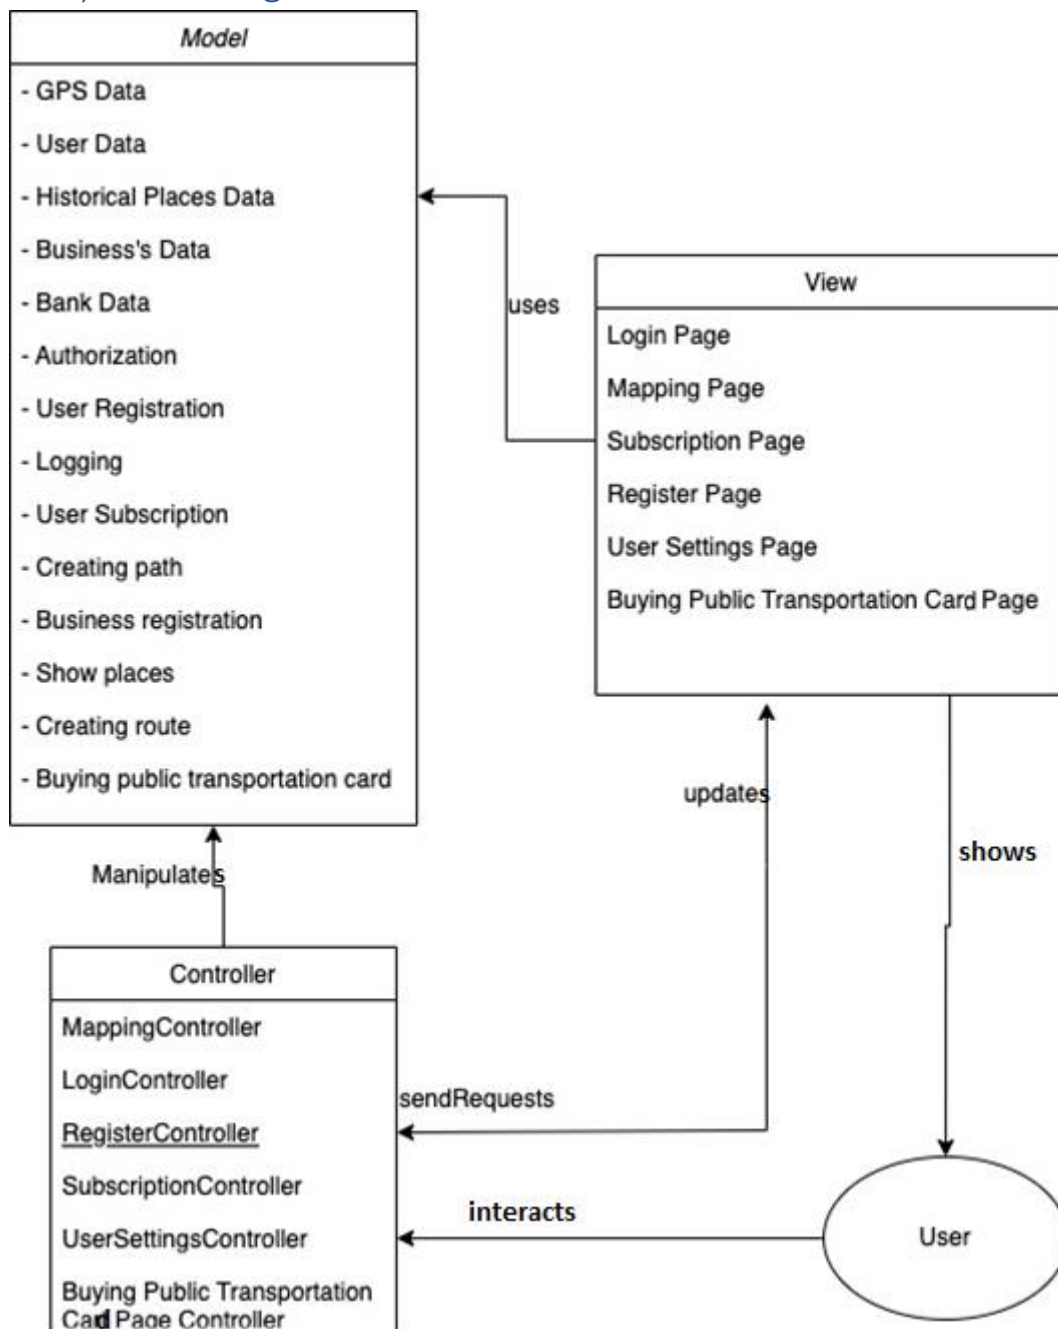 Model
- GPS Data
- User Data
- Historical Places Data
- Business's Data
- Bank Data
- Authorization
- User Registration
- Logging
- User Subscription
- Creating path
- Business registration
- Show places
- Creating route
- Buying public transportation card
uses
View
Login Page
Mapping Page
Subscription Page
Register Page
User Settings Page
Buying Public Transportation Card Page
updates
shows
Manipulates
Controller
MappingController
LoginController
RegisterController
SubscriptionController
UserSettingsController
Buying Public Transportation
Card Page Controller
sendRequests
interacts
User